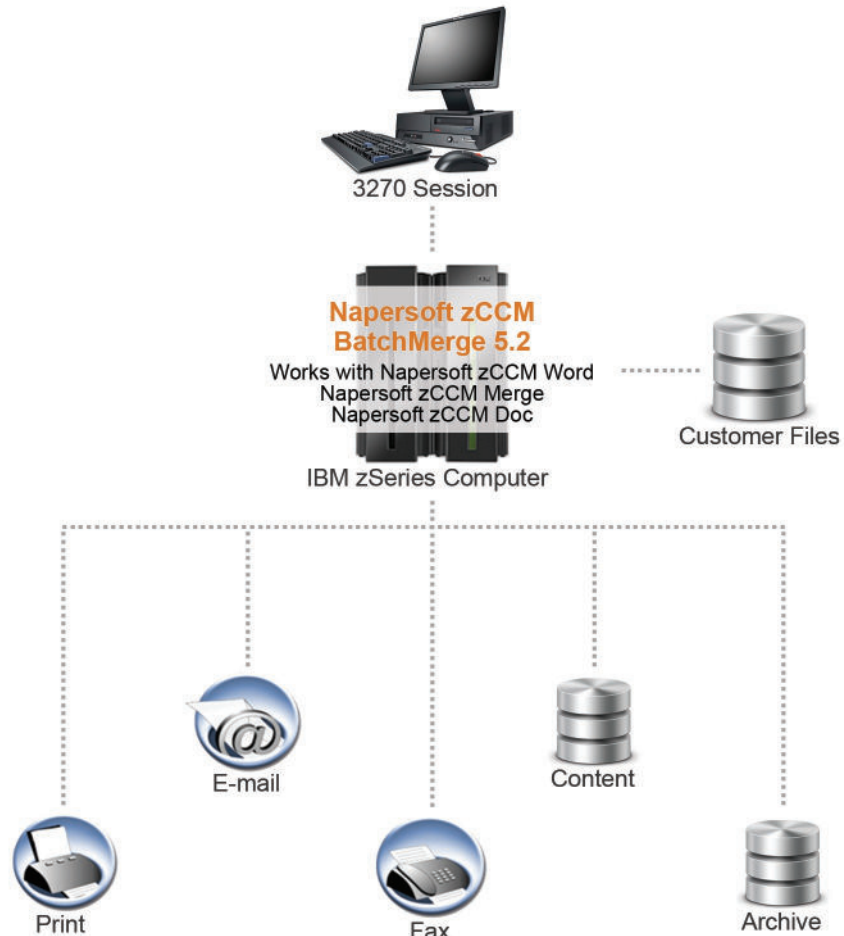 3270 Session
Napersoft zCCM
BatchMerge 5.2
Works with Napersoft zCCM Word
Napersoft zCCM Merge
Napersoft zCCM Doc
Customer Files
IBM zSeries Computer
E-mail
Content
Print
Fax
Archive